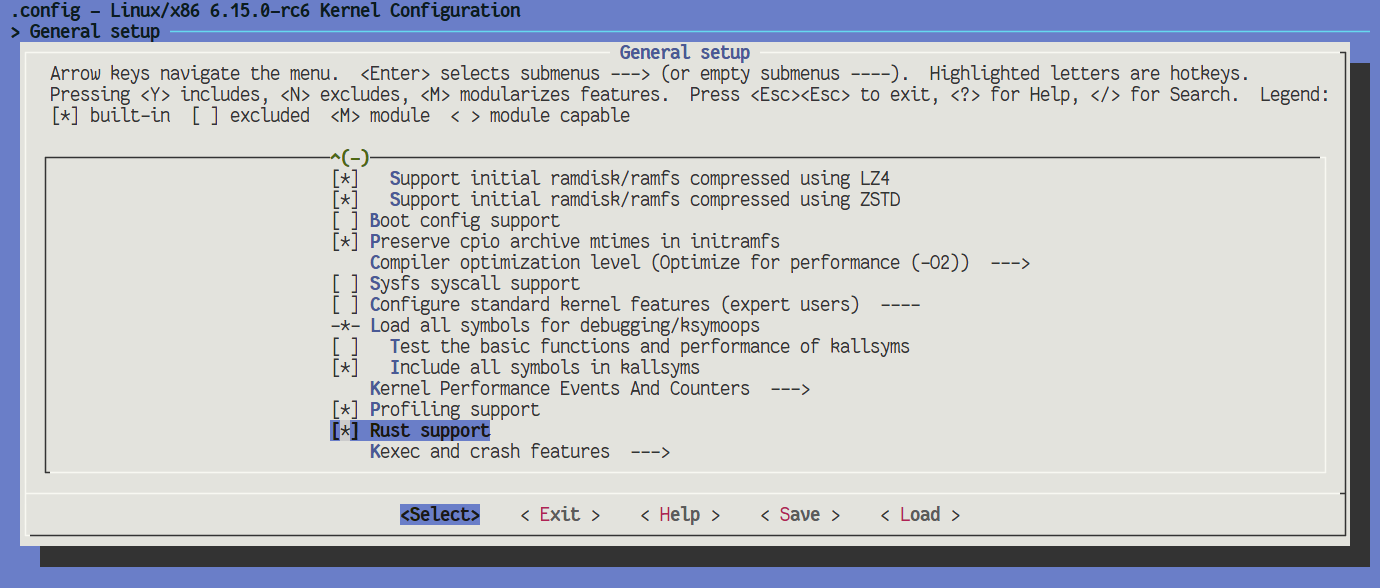 .config - Linux/x86 6.15.0-rc6 Kernel Configuration
> General setup
General setup
Arrow keys navigate the menu.  <Enter> selects submenus ---> (or empty submenus ----).  Highlighted letters are hotkeys.
Pressing <Y> includes, <N> excludes, <M> modularizes features.  Press <Esc><Esc> to exit, <?> for Help, </> for Search.  Legend:
[*] built-in  [ ] excluded  <M> module  < > module capable
^(-)
[*]   Support initial ramdisk/ramfs compressed using LZ4
[*]   Support initial ramdisk/ramfs compressed using ZSTD
[ ] Boot config support
[*] Preserve cpio archive mtimes in initramfs
Compiler optimization level (Optimize for performance (-O2))  --->
[ ] Sysfs syscall support
[ ] Configure standard kernel features (expert users)  ----
-*- Load all symbols for debugging/ksymoops
[ ]   Test the basic functions and performance of kallsyms
[*]   Include all symbols in kallsyms
Kernel Performance Events And Counters  --->
[*] Profiling support
[*] Rust support
Kexec and crash features  --->
<Select>    < Exit >    < Help >    < Save >    < Load >